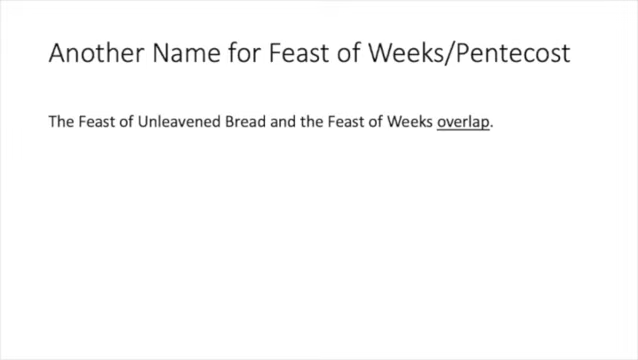 Another Name for Feast of Weeks/Pentecost
The Feast of Unleavened Bread and the Feast of Weeks overlap.